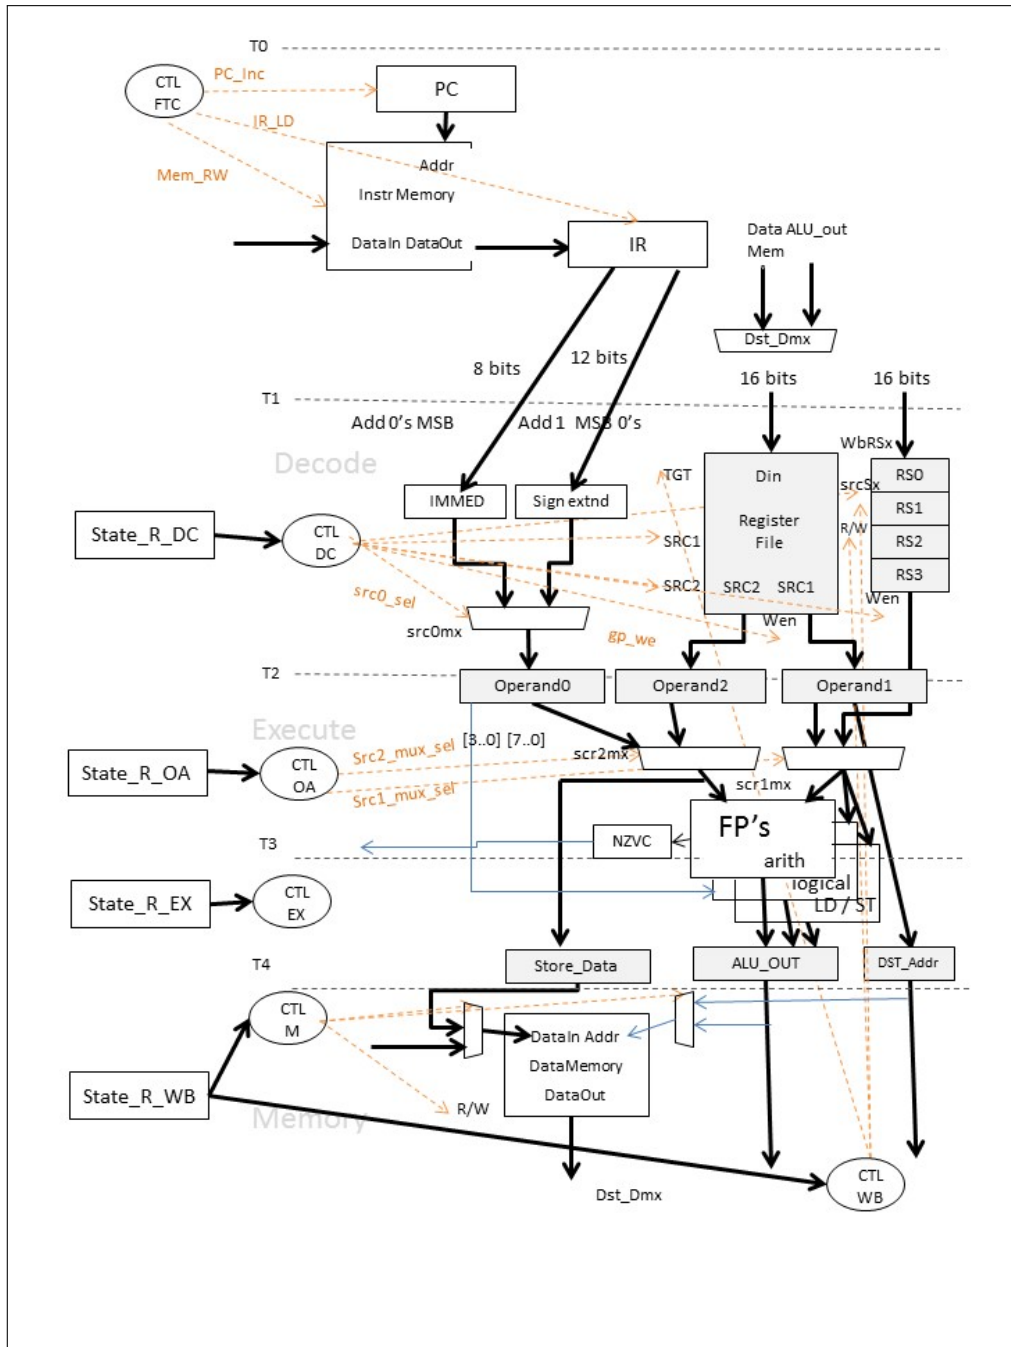 T0
PC_Inc
CTL
FTC
PC
IR_LD
Addr
Mem_RW
Instr Memory
DataIn DataOut
IR
Data ALU_out
Mem
Dst_Dmx
8 bits
12 bits
16 bits
16 bits
T1
Add 0's MSB
Add 1 MSB 0's
WbRSx
Decode
TGT
Din
srcSx
RS0
IMMED
Sign extnd
RS1
State_R_DC
CTL
DC
SRC1
Register
File
R/W
RS2
RS3
src0_sel
SRC2
SRC2 SRC1
Wen
src0mx
gp_we
Wen
T2
Operand0
Operand2
Operand1
Execute
[3..0] [7..0]
Src2_mux_sel
scr2mx
State_R_OA
CTL
OA
Src1_mux_sel
scr1mx
FP's
NZVC
T3
arith
logical
LD / ST
State_R_EX
CTL
EX
T4
Store_Data
ALU_OUT
DST_Addr
CTL
M
DataIn Addr
DataMemory
DataOut
State_R_WB
R/W
Memory
CTL
WB
Dst_Dmx